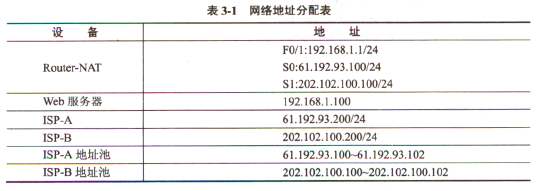 表 3-1 网络地址分配表
设 备 地 址
Router-NAT
F0/1:192.168.1.1/24
S0:61.192.93.100/24
S1:202.102.100.100/24
Web 服务器 192.168.1.100
ISP-A 61.192.93.200/24
ISP-B 202.102.100.200/24
ISP-A 地址池 61.192.93.100~61.192.93.102
ISP-B 地址池 202.102.100.100~202.102.100.102